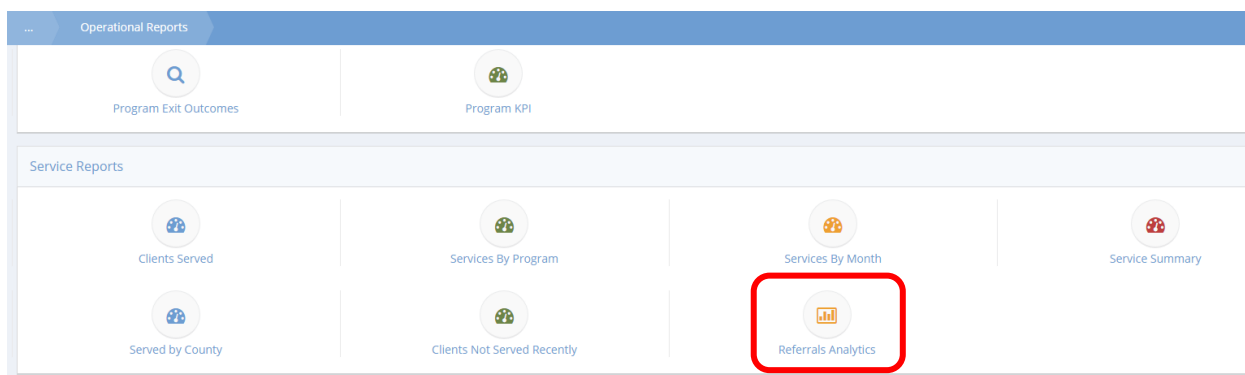 ... Operational Reports
Program Exit Outcomes Program KPI
Service Reports
Clients Served Services By Program Services By Month Service Summary
Served by County Clients Not Served Recently Referrals Analytics